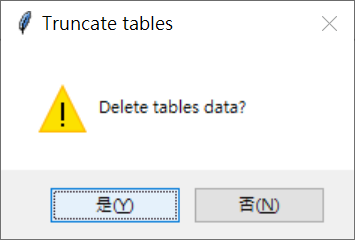 Truncate tables
Delete tables data?
是(Y)
否(N)